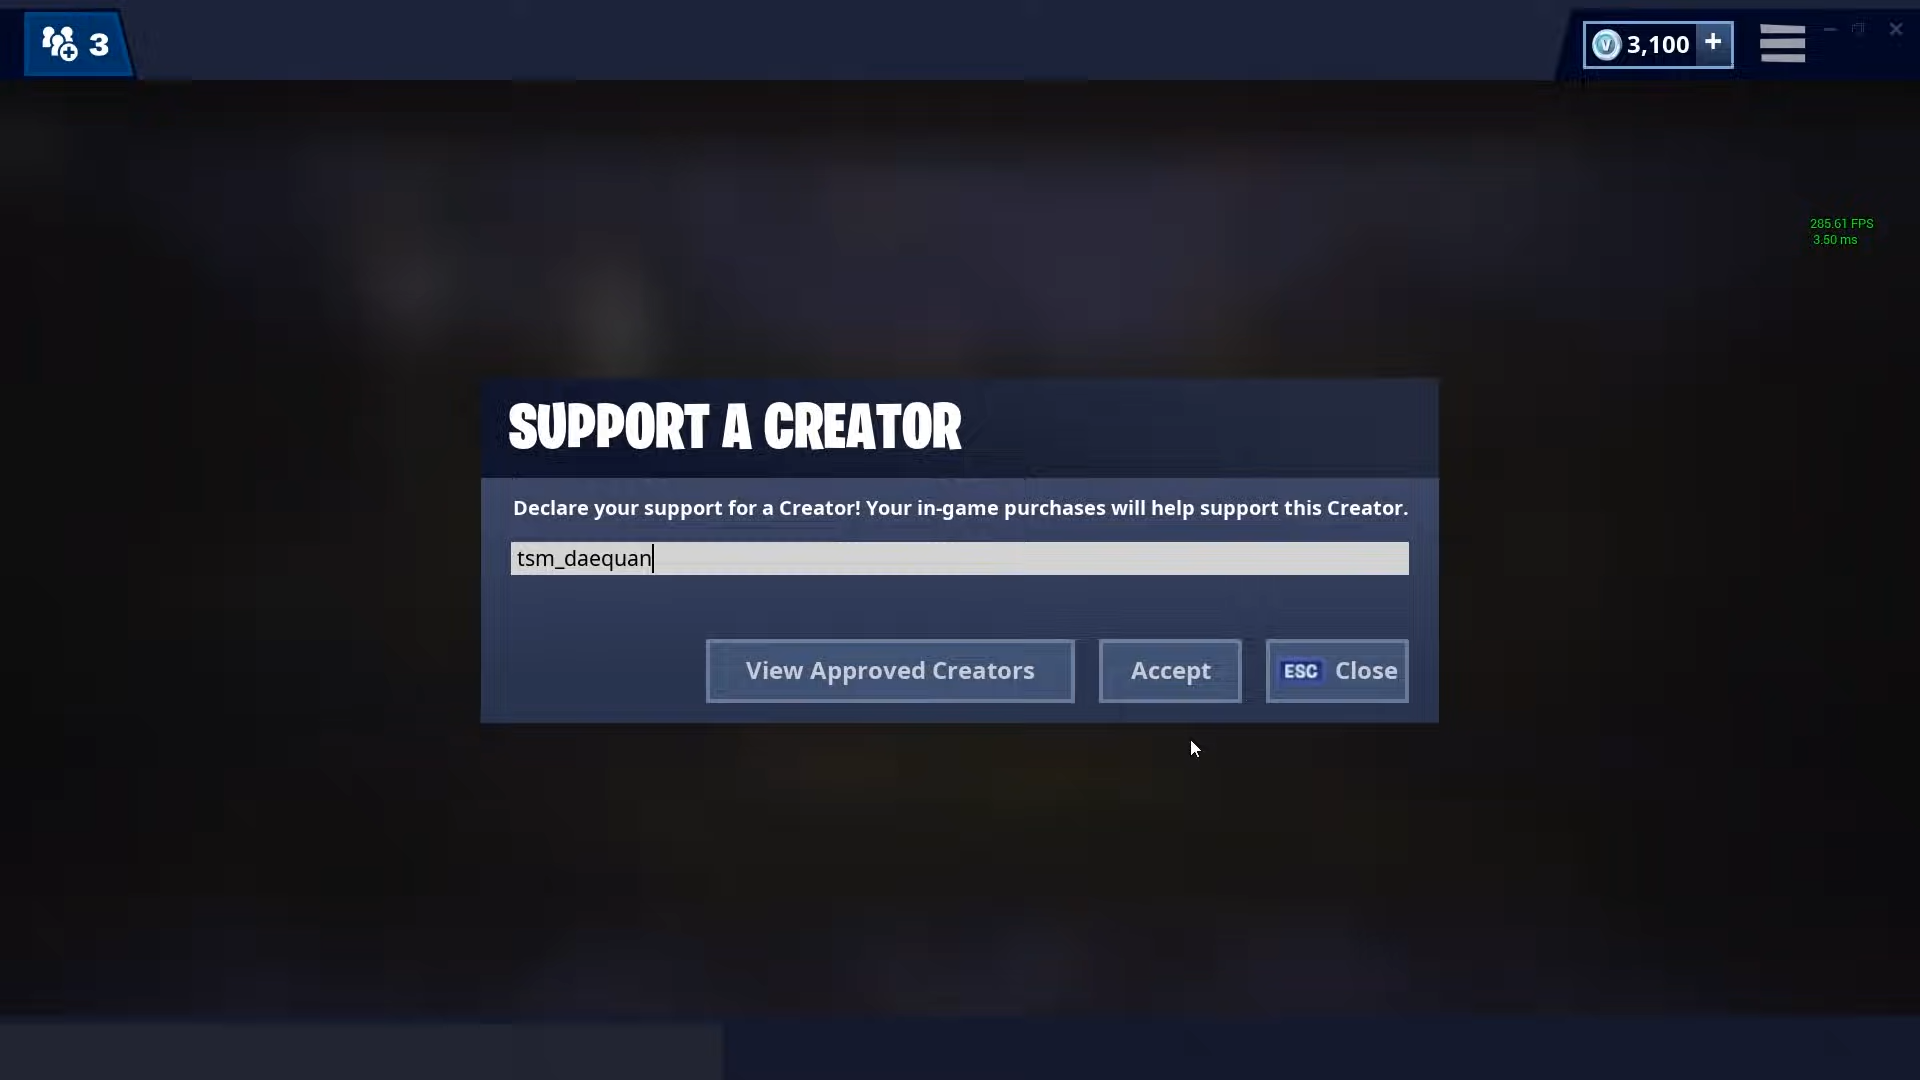 3
3,100 +
285.61 FPS
3.50 ms
SUPPORT A CREATOR
Declare your support for a Creator! Your in-game purchases will help support this Creator.
tsm_daequan
View Approved Creators
Accept
ESC Close